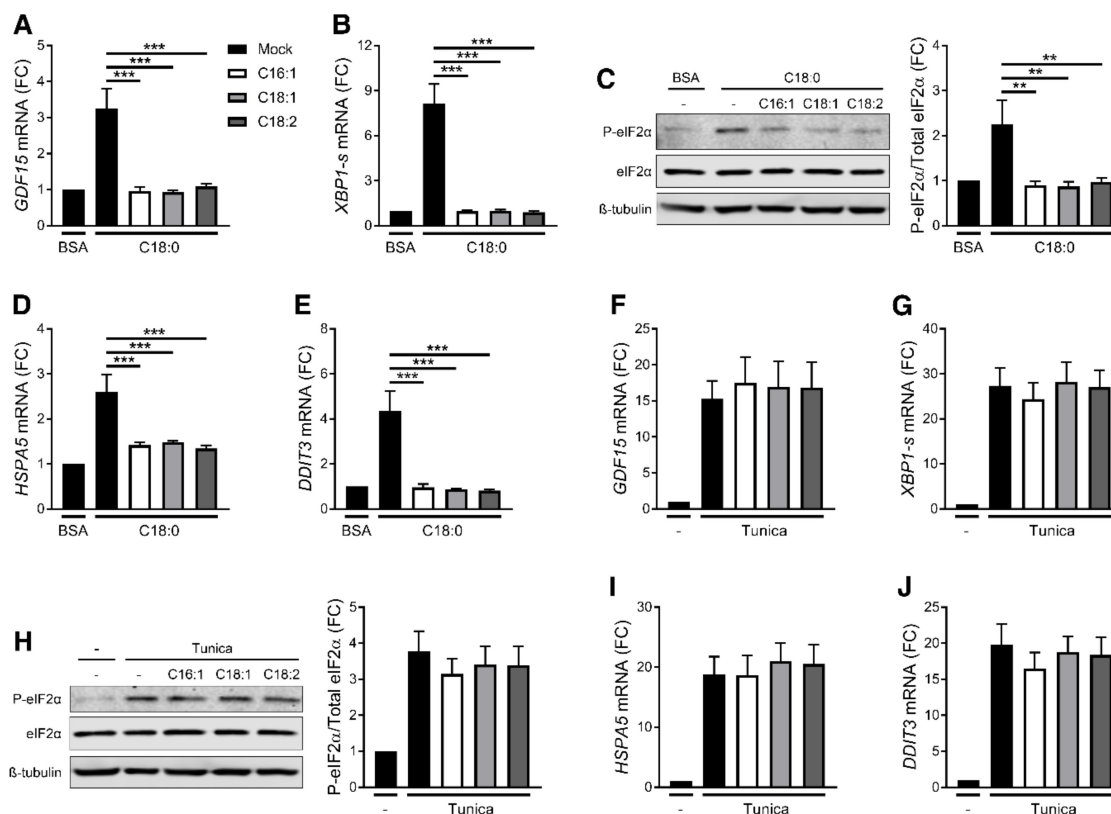 A
GDF15 mRNA (FC)
5
4
3
2
1
0
***
***
***
BSA
C18:0
Mock
C16:1
C18:1
C18:2
B
XBP1-s mRNA (FC)
12
9
6
3
0
***
***
***
BSA
C18:0
C
BSA
C18:0
-
-
C16:1
C18:1
C18:2
P-eIF2α
eIF2α
ß-tubulin
P-eIF2α/Total eIF2α (FC)
4
3
2
1
0
**
**
**
BSA
C18:0
D
HSPA5 mRNA (FC)
4
3
2
1
0
***
***
***
BSA
C18:0
E
DDIT3 mRNA (FC)
8
6
4
2
0
***
***
***
BSA
C18:0
F
GDF15 mRNA (FC)
25
20
15
10
5
0
-
Tunica
G
XBP1-s mRNA (FC)
40
30
20
10
0
-
Tunica
H
-
Tunica
-
-
C16:1
C18:1
C18:2
P-eIF2α
eIF2α
ß-tubulin
P-eIF2α/Total eIF2α (FC)
5
4
3
2
1
0
-
Tunica
I
HSPA5 mRNA (FC)
30
20
10
0
-
Tunica
J
DDIT3 mRNA (FC)
25
20
15
10
5
0
-
Tunica